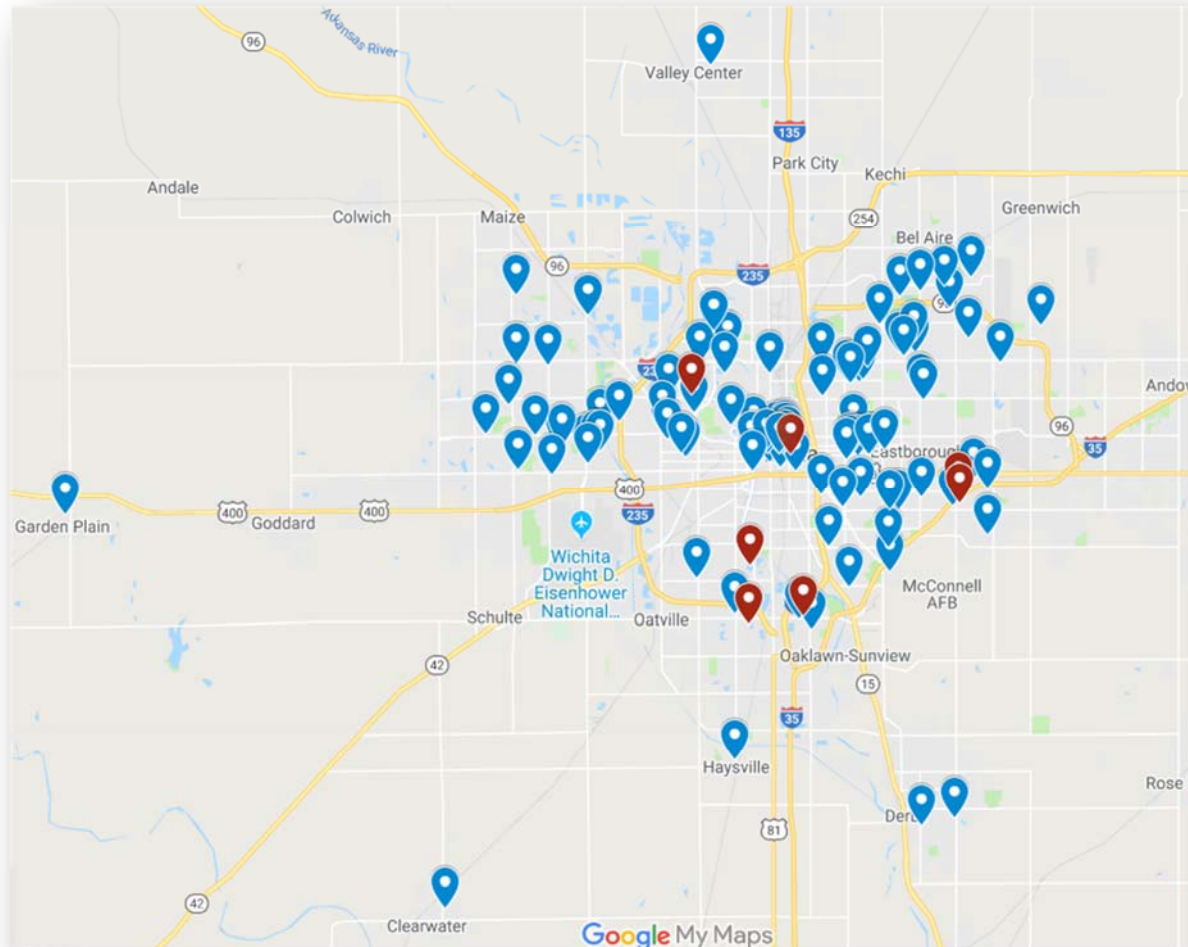 96
Arkansas River
Valley Center
135
Park City
Kechi
Andale
Colwich
Maize
Greenwich
254
Bel Aire
96
235
Andov
96
Eastborough
35
400
Garden Plain
400
Goddard
400
235
Wichita
Dwight D.
Eisenhower
National...
McConnell
AFB
Schulte
Oatville
42
Oaklawn-Sunview
15
35
Haysville
Rose
81
42
Clearwater
Google My Maps